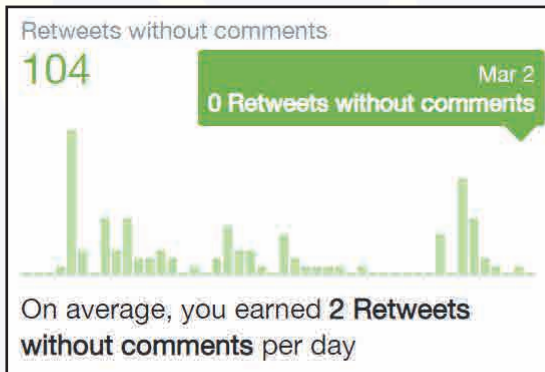 Retweets without comments
104
Mar 2
0 Retweets without comments
On average, you earned 2 Retweets
without comments per day